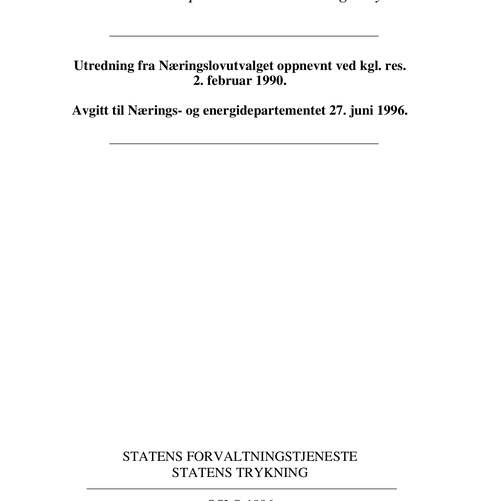 Utredning fra Næringslovutvalget oppnevnt ved kgl. res.
2. februar 1990.
Avgitt til Nærings- og energidepartementet 27. juni 1996.
STATENS FORVALTNINGSTJENESTE
STATENS TRYKNING